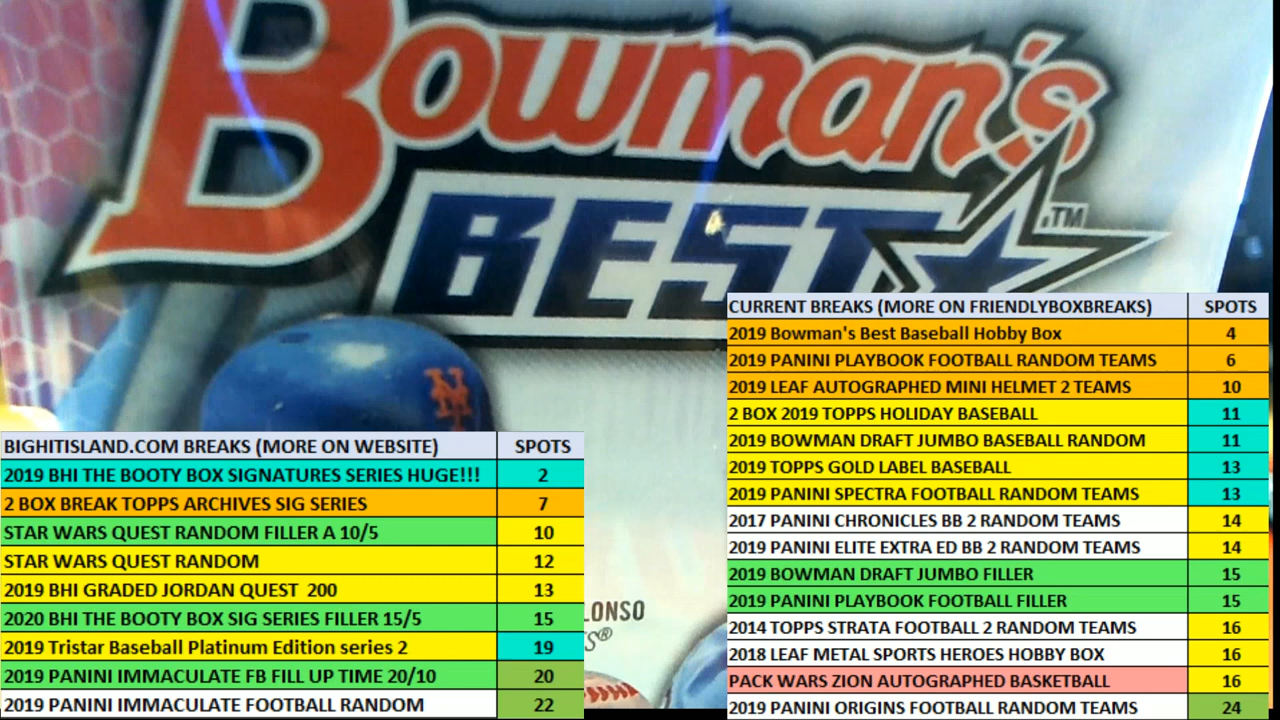 Bowman's
BEST
TM
NY
LONSO
S®
BIGHITISLAND.COM BREAKS (MORE ON WEBSITE) SPOTS
2019 BHI THE BOOTY BOX SIGNATURES SERIES HUGE!!! 2
2 BOX BREAK TOPPS ARCHIVES SIG SERIES 7
STAR WARS QUEST RANDOM FILLER A 10/5 10
STAR WARS QUEST RANDOM 12
2019 BHI GRADED JORDAN QUEST 200 13
2020 BHI THE BOOTY BOX SIG SERIES FILLER 15/5 15
2019 Tristar Baseball Platinum Edition series 2 19
2019 PANINI IMMACULATE FB FILL UP TIME 20/10 20
2019 PANINI IMMACULATE FOOTBALL RANDOM 22
CURRENT BREAKS (MORE ON FRIENDLYBOXBREAKS) SPOTS
2019 Bowman's Best Baseball Hobby Box 4
2019 PANINI PLAYBOOK FOOTBALL RANDOM TEAMS 6
2019 LEAF AUTOGRAPHED MINI HELMET 2 TEAMS 10
2 BOX 2019 TOPPS HOLIDAY BASEBALL 11
2019 BOWMAN DRAFT JUMBO BASEBALL RANDOM 11
2019 TOPPS GOLD LABEL BASEBALL 13
2019 PANINI SPECTRA FOOTBALL RANDOM TEAMS 13
2017 PANINI CHRONICLES BB 2 RANDOM TEAMS 14
2019 PANINI ELITE EXTRA ED BB 2 RANDOM TEAMS 14
2019 BOWMAN DRAFT JUMBO FILLER 15
2019 PANINI PLAYBOOK FOOTBALL FILLER 15
2014 TOPPS STRATA FOOTBALL 2 RANDOM TEAMS 16
2018 LEAF METAL SPORTS HEROES HOBBY BOX 16
PACK WARS ZION AUTOGRAPHED BASKETBALL 16
2019 PANINI ORIGINS FOOTBALL RANDOM TEAMS 24